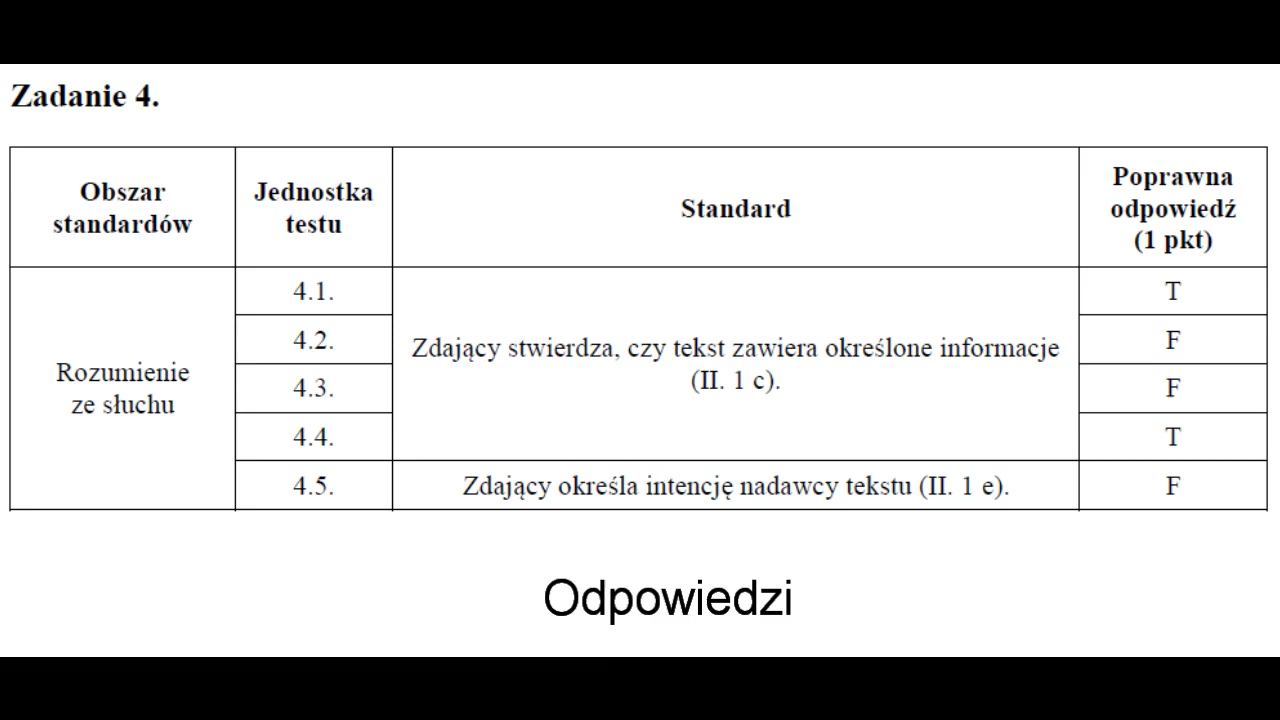 Zadanie 4.
Obszar
standardów
Jednostka
testu
Standard
Poprawna
odpowiedź
(1 pkt)
Rozumienie
ze słuchu
4.1.
4.2.
4.3.
4.4.
4.5.
Zdający stwierdza, czy tekst zawiera określone informacje
(II. 1 c).
Zdający określa intencję nadawcy tekstu (II. 1 e).
T
F
F
T
F
Odpowiedzi